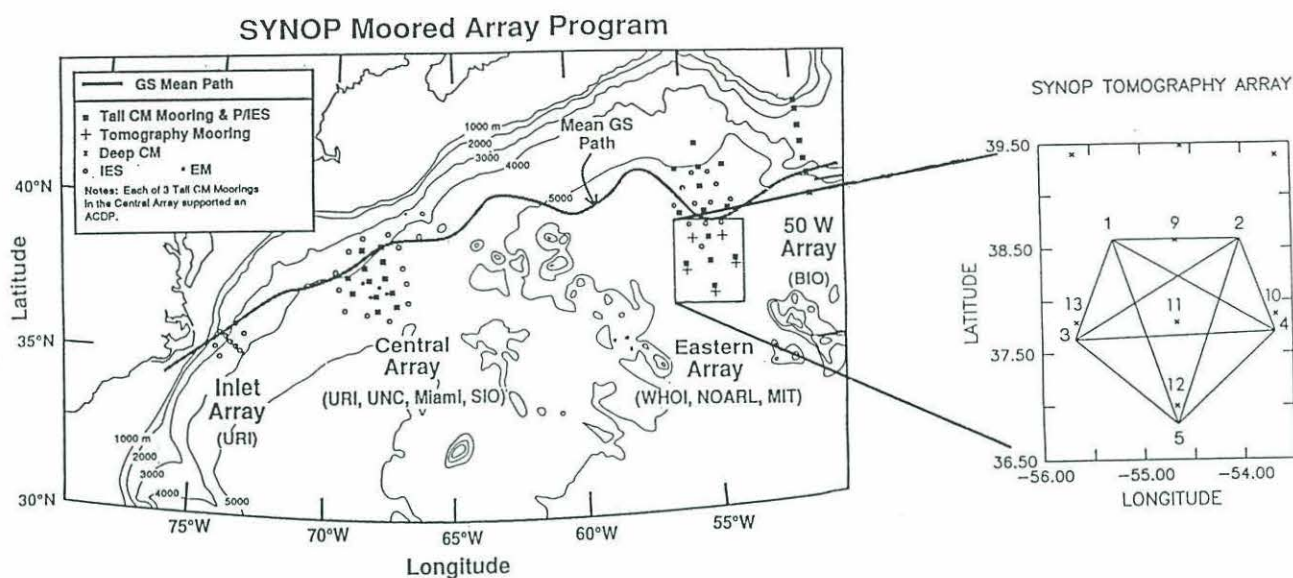 SYNOP Moored Array Program
GS Mean Path
Tall CM Mooring & P/IES
Tomography Mooring
Deep CM
IES
EM
Notes: Each of 3 Tall CM Moorings
in the Central Array supported an
ACDP.
1000 m
2000
3000
4000
Mean GS
Path
5000
40°N
35°N
30°N
Latitude
50 W
Array
(BIO)
Central
Array
(URI, UNC, Miami, SIO)
Eastern
Array
(WHOI, NOARL, MIT)
Inlet
Array
(URI)
1000 m
2000
3000
4000
5000
75°W
70°W
65°W
60°W
55°W
Longitude
SYNOP TOMOGRAPHY ARRAY
39.50
38.50
37.50
36.50
LATITUDE
1
9
2
13
11
10
3
4
12
5
-56.00
-55.00
-54.00
LONGITUDE